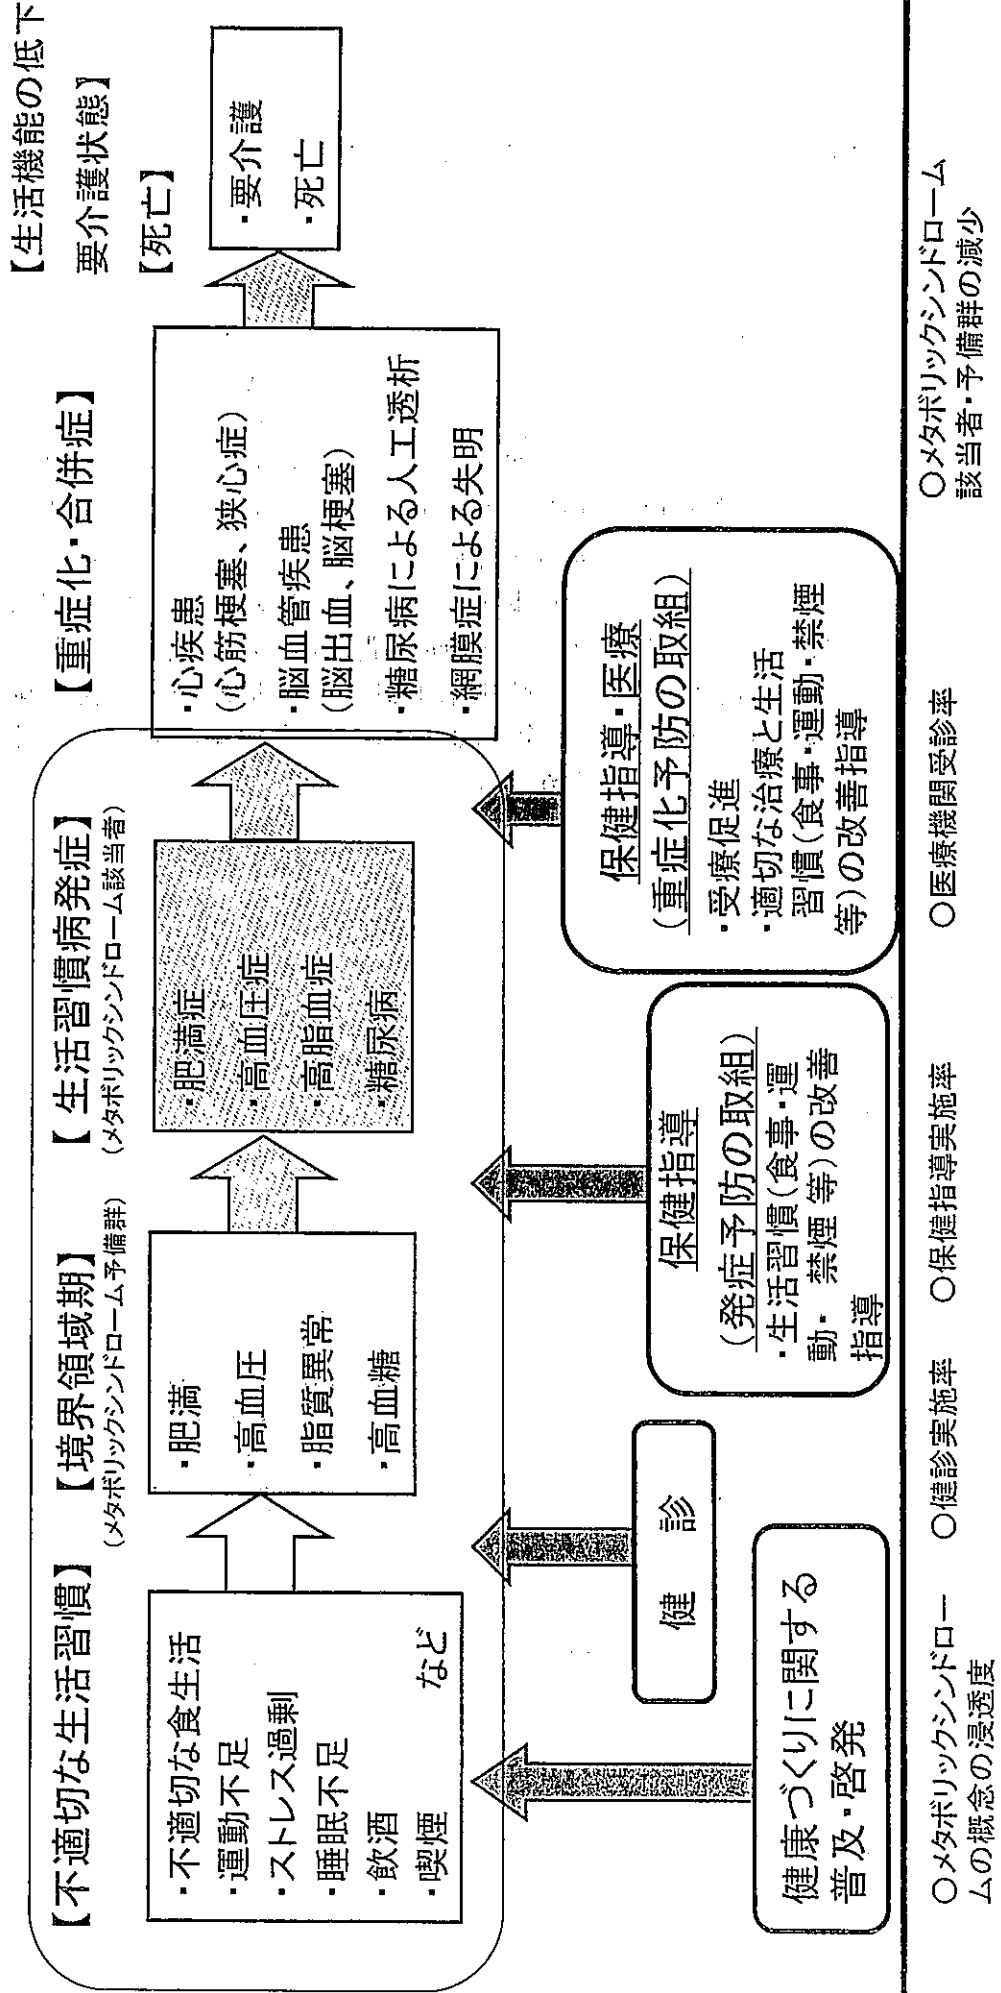 【不適切な生活習慣】
・不適切な食生活
・運動不足
・ストレス過剰
・睡眠不足
・飲酒
・喫煙
など
【境界領域期】
(メタボリックシンドローム予備群)
・肥満
・高血圧
・脂質異常
・高血糖
【生活習慣病発症】
(メタボリックシンドローム該当者)
・肥満症
・高血圧症
・高脂血症
・糖尿病
【重症化・合併症】
・心疾患
(心筋梗塞、狭心症)
・脳血管疾患
(脳出血、脳梗塞)
・糖尿病による人工透析
・網膜症による失明
【生活機能の低下
要介護状態】
【死亡】
・要介護
・死亡
健康づくりに関する
普及・啓発
健 診
保健指導
(発症予防の取組)
・生活習慣(食事・運
動・ 禁煙 等)の改善
指導
保健指導・医療
(重症化予防の取組)
・受療促進
・適切な治療と生活
習慣(食事・運動・禁煙
等)の改善指導
○メタボリックシンドロー
ムの概念の浸透度
○健診実施率
○保健指導実施率
○医療機関受診率
○メタボリックシンドローム
該当者・予備群の減少